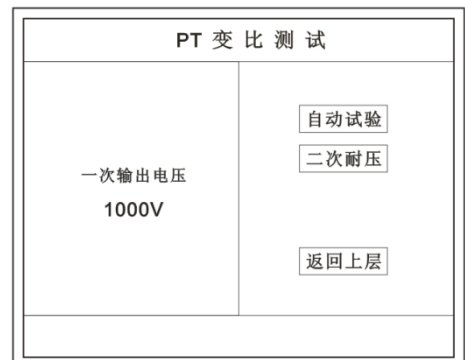 PT 变比测试
一次输出电压
1000V
自动试验
二次耐压
返回上层